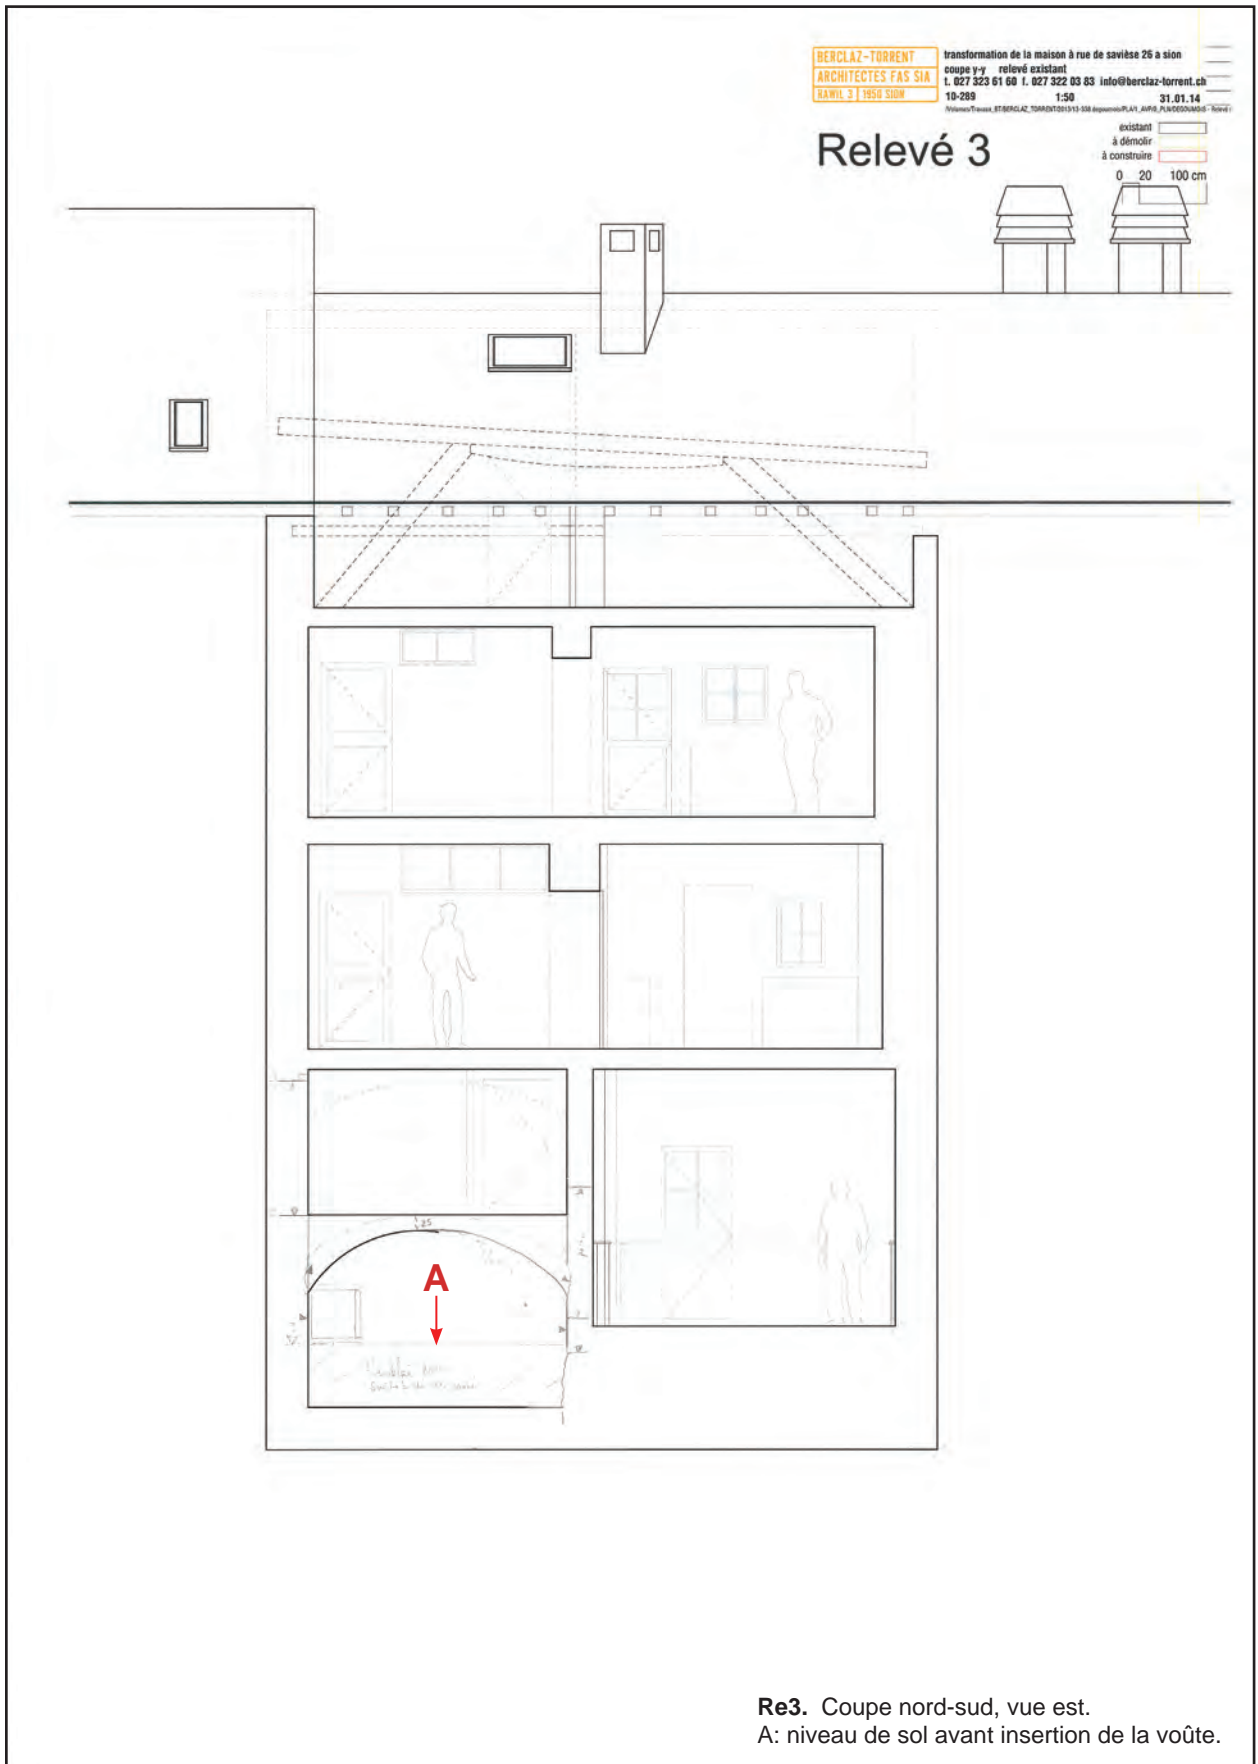 BERCLAZ-TORRENT
ARCHITECTES FAS SIA
RAWIL 3 1950 SION
transformation de la maison à rue de savièse 26 a sion
coupe y-y relevé existant
t. 027 323 61 60 f. 027 322 03 83 info@berclaz-torrent.ch
10-289 1:50 31.01.14
Relevé 3
existant
à démolir
à construire
0 20 100 cm
25
A
Re3. Coupe nord-sud, vue est.
A: niveau de sol avant insertion de la voûte.